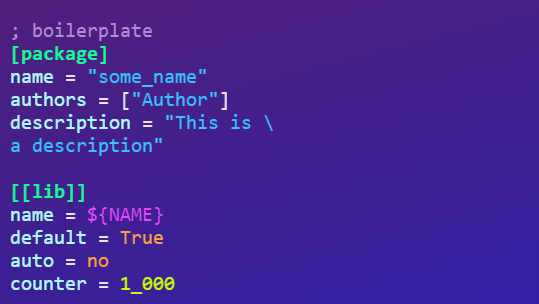 ; boilerplate
[package]
name = "some_name"
authors = ["Author"]
description = "This is \
a description"

[[lib]]
name = ${NAME}
default = True
auto = no
counter = 1_000